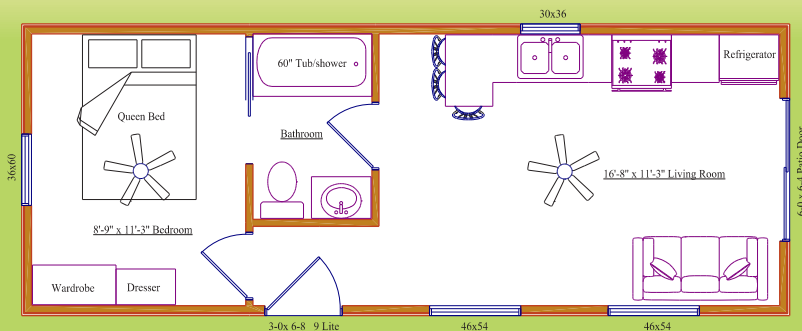 30x36
60" Tub/shower
Refrigerator
Queen Bed
Bathroom
36x60
16'-8" x 11'-3" Living Room
6-0 x 6-4 Patio Door
8'-9" x 11'-3" Bedroom
Wardrobe
Dresser
3-0x 6-8 9 Lite
46x54
46x54